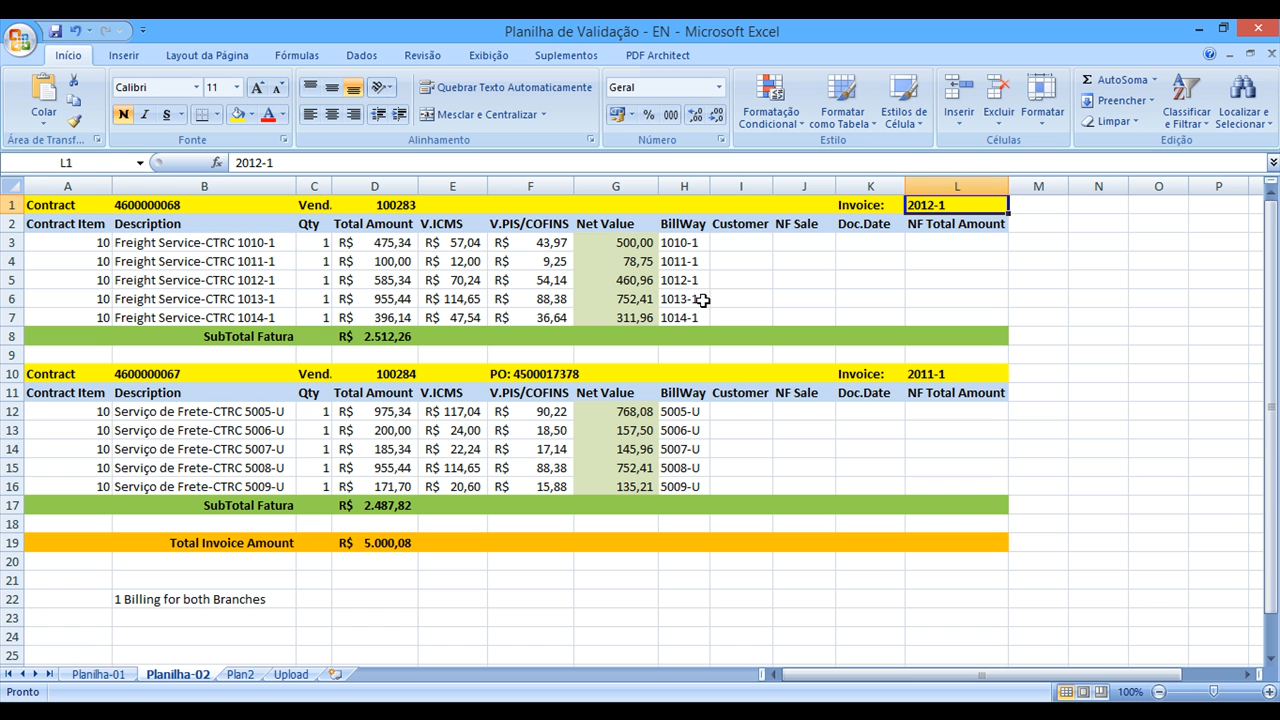 Planilha de Validação - EN - Microsoft Excel
Início Inserir Layout da Página Fórmulas Dados Revisão Exibição Suplementos PDF Architect
Colar
Calibri 11
N I S
Quebrar Texto Automaticamente
Mesclar e Centralizar
Geral
% 000
Formatação Condicional
Formatar como Tabela
Estilos de Célula
Inserir Excluir Formatar
AutoSoma
Preencher
Limpar
Classificar e Filtrar
Localizar e Selecionar
Área de Transf... Fonte Alinhamento Número Estilo Células Edição
L1 fx 2012-1
A B C D E F G H I J K L M N O P
1 Contract 4600000068 Vend. 100283 Invoice: 2012-1
2 Contract Item Description Qty Total Amount V.ICMS V.PIS/COFINS Net Value BillWay Customer NF Sale Doc.Date NF Total Amount
3 10 Freight Service-CTRC 1010-1 1 R$ 475,34 R$ 57,04 R$ 43,97 500,00 1010-1
4 10 Freight Service-CTRC 1011-1 1 R$ 100,00 R$ 12,00 R$ 9,25 78,75 1011-1
5 10 Freight Service-CTRC 1012-1 1 R$ 585,34 R$ 70,24 R$ 54,14 460,96 1012-1
6 10 Freight Service-CTRC 1013-1 1 R$ 955,44 R$ 114,65 R$ 88,38 752,41 1013-1
7 10 Freight Service-CTRC 1014-1 1 R$ 396,14 R$ 47,54 R$ 36,64 311,96 1014-1
8 SubTotal Fatura R$ 2.512,26
9
10 Contract 4600000067 Vend. 100284 PO: 4500017378 Invoice: 2011-1
11 Contract Item Description Qty Total Amount V.ICMS V.PIS/COFINS Net Value BillWay Customer NF Sale Doc.Date NF Total Amount
12 10 Serviço de Frete-CTRC 5005-U 1 R$ 975,34 R$ 117,04 R$ 90,22 768,08 5005-U
13 10 Serviço de Frete-CTRC 5006-U 1 R$ 200,00 R$ 24,00 R$ 18,50 157,50 5006-U
14 10 Serviço de Frete-CTRC 5007-U 1 R$ 185,34 R$ 22,24 R$ 17,14 145,96 5007-U
15 10 Serviço de Frete-CTRC 5008-U 1 R$ 955,44 R$ 114,65 R$ 88,38 752,41 5008-U
16 10 Serviço de Frete-CTRC 5009-U 1 R$ 171,70 R$ 20,60 R$ 15,88 135,21 5009-U
17 SubTotal Fatura R$ 2.487,82
18
19 Total Invoice Amount R$ 5.000,08
20
21
22 1 Billing for both Branches
23
24
25
Planilha-01 Planilha-02 Plan2 Upload
Pronto 100%